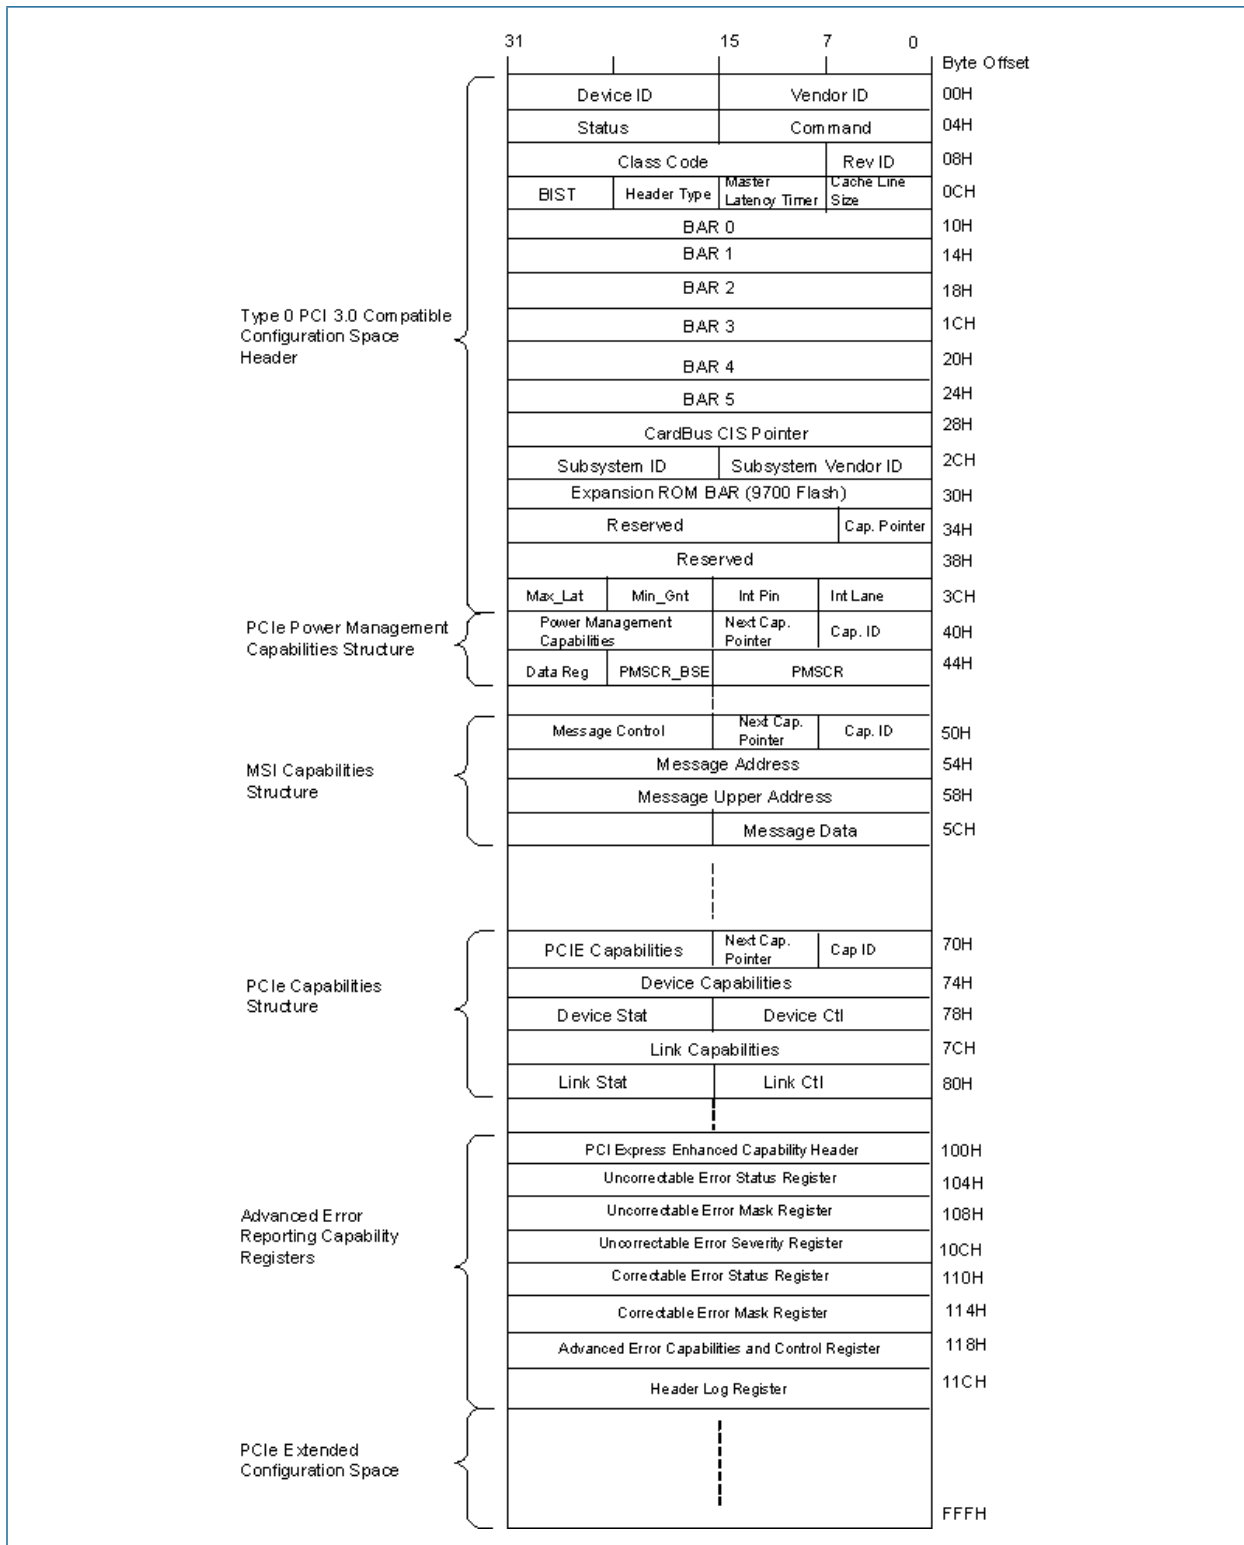 31 15 7 0
Byte Offset
Device ID Vendor ID 00H
Status Command 04H
Class Code Rev ID 08H
BIST Header Type Master Latency Timer Cache Line Size 0CH
BAR 0 10H
BAR 1 14H
BAR 2 18H
Type 0 PCI 3.0 Compatible
Configuration Space
Header
BAR 3 1CH
BAR 4 20H
BAR 5 24H
CardBus CIS Pointer 28H
Subsystem ID Subsystem Vendor ID 2CH
Expansion ROM BAR (9700 Flash) 30H
Reserved Cap. Pointer 34H
Reserved 38H
Max_Lat Min_Gnt Int Pin Int Lane 3CH
PCIe Power Management
Capabilities Structure
Power Management Capabilities Next Cap. Pointer Cap. ID 40H
Data Reg PMSCR_BSE PMSCR 44H
Message Control Next Cap. Pointer Cap. ID 50H
MSI Capabilities
Structure
Message Address 54H
Message Upper Address 58H
Message Data 5CH
PCIE Capabilities Next Cap. Pointer Cap ID 70H
PCIe Capabilities
Structure
Device Capabilities 74H
Device Stat Device Ctl 78H
Link Capabilities 7CH
Link Stat Link Ctl 80H
PCI Express Enhanced Capability Header 100H
Uncorrectable Error Status Register 104H
Advanced Error
Reporting Capability
Registers
Uncorrectable Error Mask Register 108H
Uncorrectable Error Severity Register 10CH
Correctable Error Status Register 110H
Correctable Error Mask Register 114H
Advanced Error Capabilities and Control Register 118H
Header Log Register 11CH
PCIe Extended
Configuration Space
FFFH